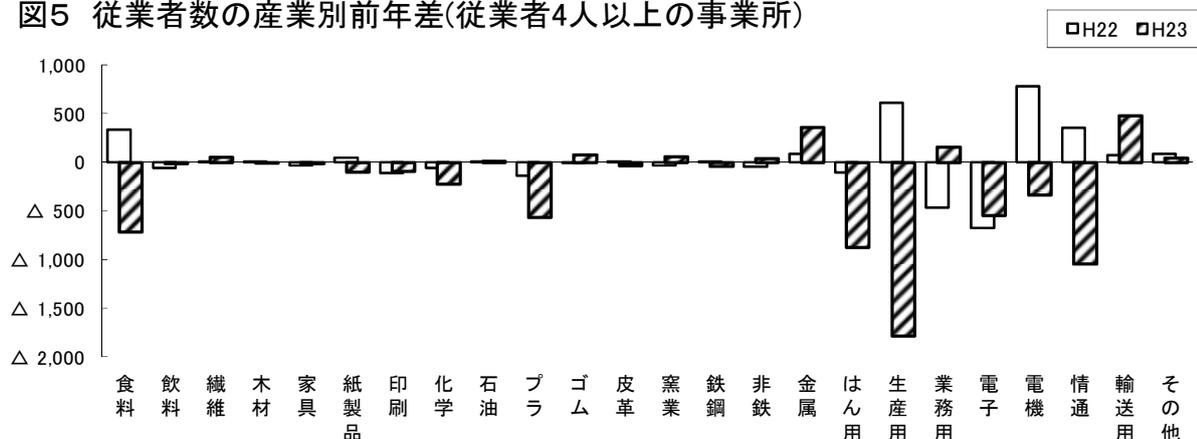 図5 従業者数の産業別前年差(従業者4人以上の事業所)
H22 H23
1,000
500
0
△ 500
△ 1,000
△ 1,500
△ 2,000
食料
飲料
繊維
木材
家具
紙製品
印刷
化学
石油
プラ
ゴム
皮革
窯業
鉄鋼
非鉄
金属
はん用
生産用
業務用
電子
電機
情通
輸送用
その他